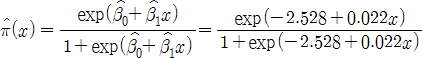 π̂(x) = exp(β̂₀ + β̂₁x) / (1 + exp(β̂₀ + β̂₁x)) = exp(−2.528 + 0.022x) / (1 + exp(−2.528 + 0.022x))